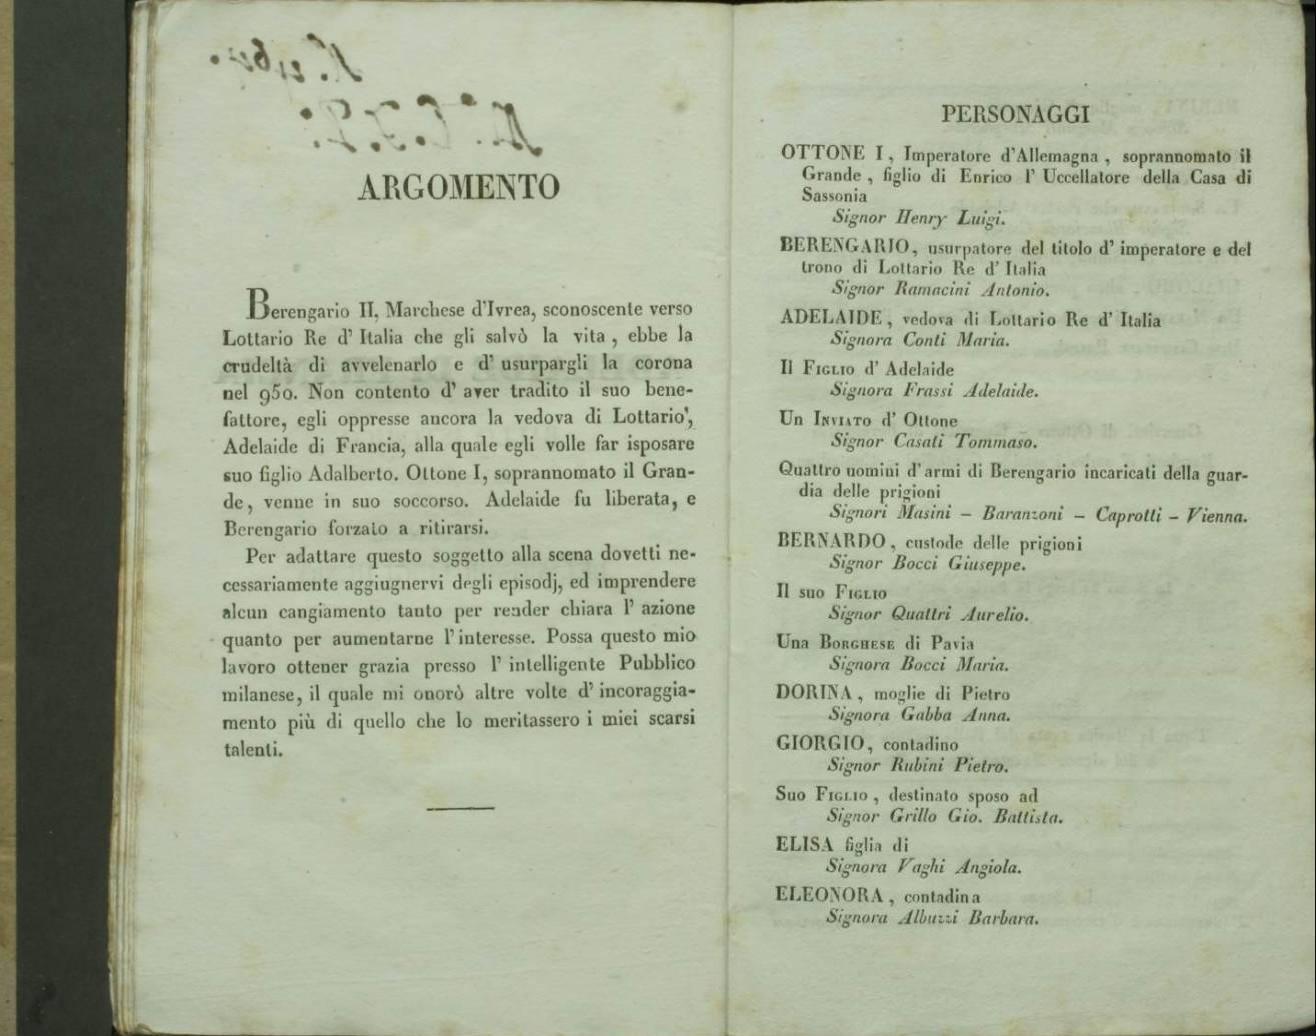 ARGOMENTO
Berengario II, Marchese d'Ivrea, sconoscente verso
Lottario Re d' Italia che gli salvò la vita , ebbe la
crudeltà di avvelenarlo e d' usurpargli la corona
nel 950. Non contento d' aver tradito il suo bene-
fattore, egli oppresse ancora la vedova di Lottario',
Adelaide di Francia, alla quale egli volle far isposare
suo figlio Adalberto. Ottone I, soprannomato il Gran-
de, venne in suo soccorso. Adelaide fu liberata, e
Berengario forzato a ritirarsi.
Per adattare questo soggetto alla scena dovetti ne-
cessariamente aggiugnervi degli episodj, ed imprendere
alcun cangiamento tanto per render chiara l' azione
quanto per aumentarne l'interesse. Possa questo mio
lavoro ottener grazia presso l' intelligente Pubblico
milanese, il quale mi onorò altre volte d' incoraggia-
mento più di quello che lo meritassero i miei scarsi
talenti.
PERSONAGGI
OTTONE I, Imperatore d'Allemagna , soprannomato il
Grande , figlio di Enrico l' Uccellatore della Casa di
Sassonia
Signor Henry Luigi.
BERENGARIO, usurpatore del titolo d' imperatore e del
trono di Lottario Re d' Italia
Signor Ramacini Antonio.
ADELAIDE, vedova di Lottario Re d' Italia
Signora Conti Maria.
Il FIGLIO d' Adelaide
Signora Frassi Adelaide.
Un INVIATO d' Ottone
Signor Casati Tommaso.
Quattro uomini d'armi di Berengario incaricati della guar-
dia delle prigioni
Signori Masini – Baranzoni – Caprotti – Vienna.
BERNARDO, custode delle prigioni
Signor Bocci Giuseppe.
Il suo FIGLIO
Signor Quattri Aurelio.
Una BORGHESE di Pavia
Signora Bocci Maria.
DORINA, moglie di Pietro
Signora Gabba Anna.
GIORGIO, contadino
Signor Rubini Pietro.
Suo FIGLIO, destinato sposo ad
Signor Grillo Gio. Battista.
ELISA figlia di
Signora Vaghi Angiola.
ELEONORA, contadina
Signora Albuzzi Barbara.